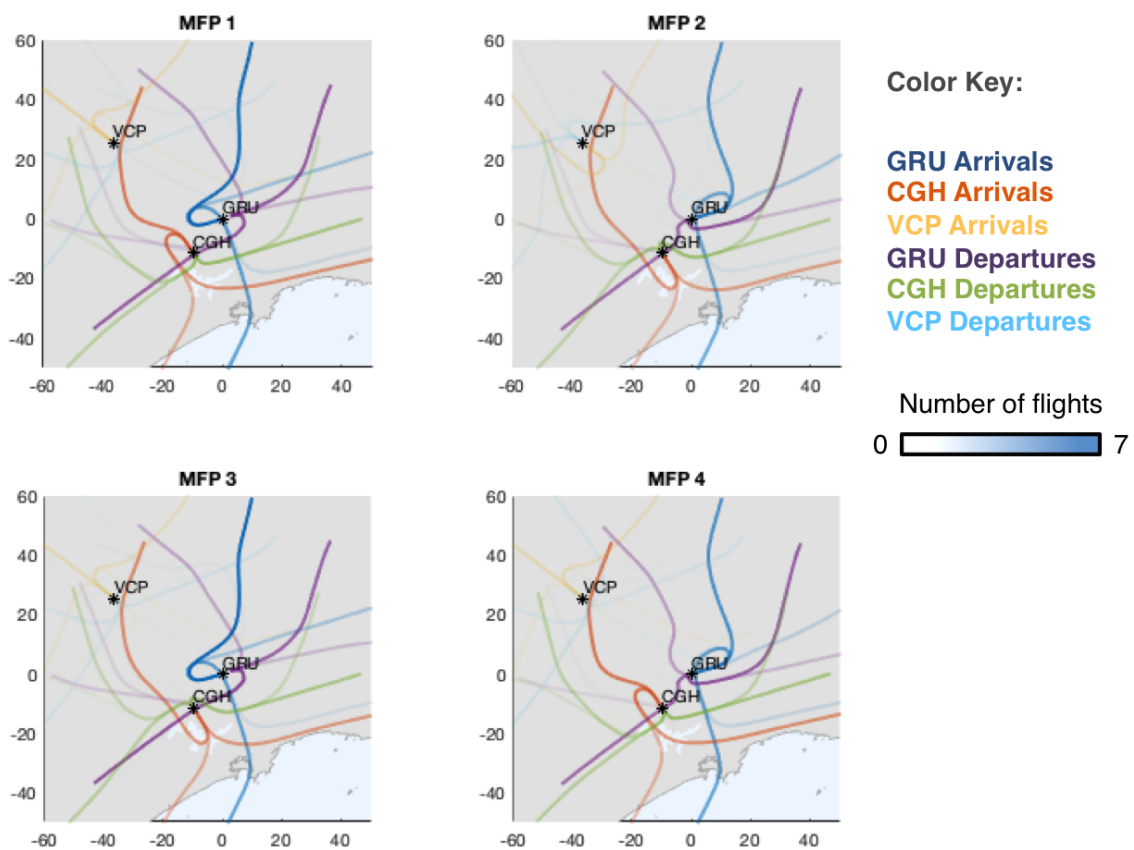 MFP 1
MFP 2
60
40
20
0
-20
-40
-60 -40 -20 0 20 40
VCP
GRU
CGH
60
40
20
0
-20
-40
-60 -40 -20 0 20 40
VCP
GRU
CGH
Color Key:
GRU Arrivals
CGH Arrivals
VCP Arrivals
GRU Departures
CGH Departures
VCP Departures
Number of flights
0 7
MFP 3
MFP 4
60
40
20
0
-20
-40
-60 -40 -20 0 20 40
VCP
GRU
CGH
60
40
20
0
-20
-40
-60 -40 -20 0 20 40
VCP
GRU
CGH